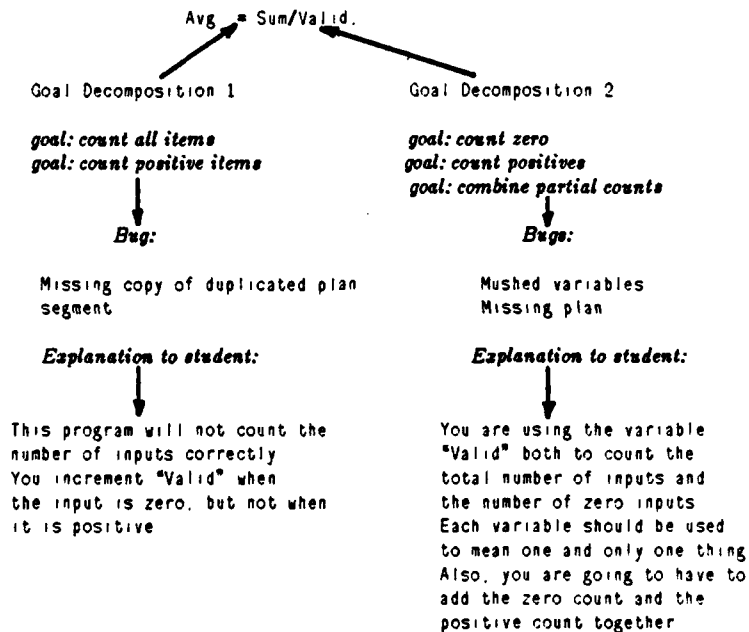 Avg = Sum/Valid.
Goal Decomposition 1
goal: count all items
goal: count positive items
Bug:
Missing copy of duplicated plan
segment
Explanation to student:
This program will not count the
number of inputs correctly
You increment "Valid" when
the input is zero, but not when
it is positive
Goal Decomposition 2
goal: count zero
goal: count positives
goal: combine partial counts
Bugs:
Mushed variables
Missing plan
Explanation to student:
You are using the variable
"Valid" both to count the
total number of inputs and
the number of zero inputs
Each variable should be used
to mean one and only one thing
Also, you are going to have to
add the zero count and the
positive count together